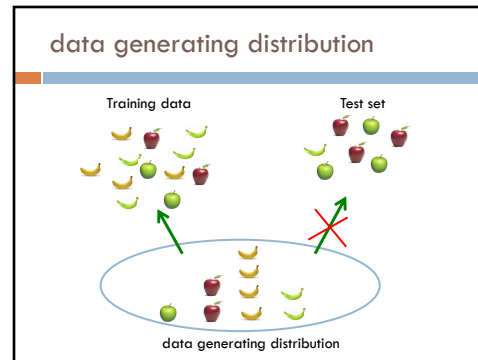 data generating distribution
Training data
Test set
data generating distribution